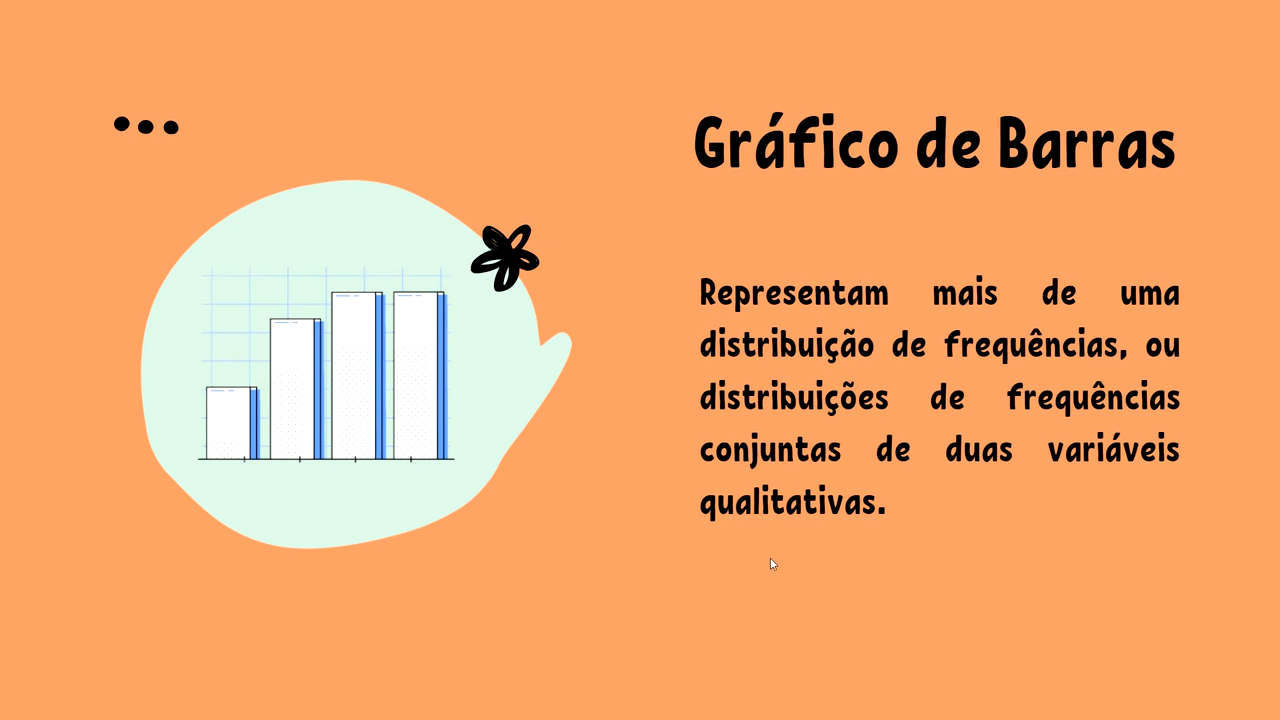 Gráfico de Barras
Representam mais de uma
distribuição de frequências, ou
distribuições de frequências
conjuntas de duas variáveis
qualitativas.